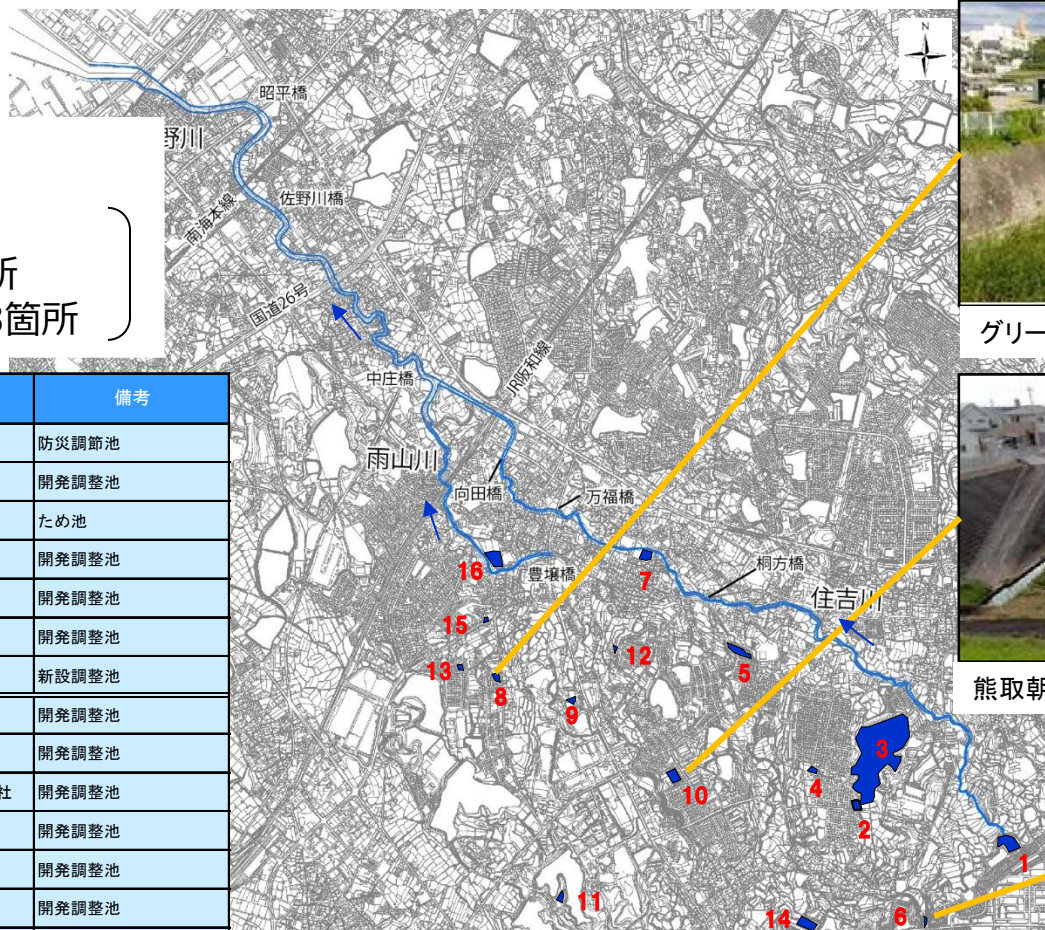 N
昭平橋
野川
佐野川橋
南海本線
所
国道26号
3箇所
グリー
JR阪和線
中庄橋
備考
防災調節池
雨山川
開発調整池
向田橋
万福橋
ため池
開発調整池
16
7
桐方橋
豊壌橋
開発調整池
住吉川
15
開発調整池
12
13
5
新設調整池
8
熊取朝
9
開発調整池
3
開発調整池
社
開発調整池
10
4
2
開発調整池
1
開発調整池
11
開発調整池
14
6